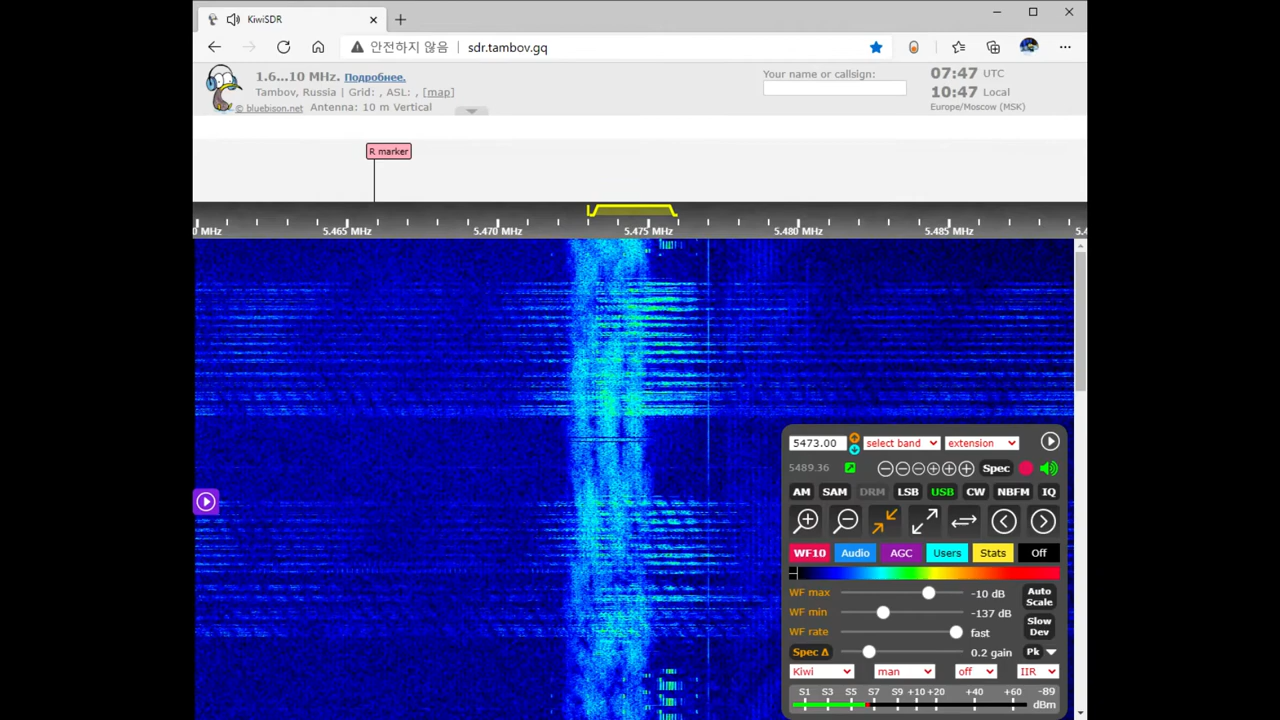 KiwiSDR
안전하지 않음 sdr.tambov.gq
1.6...10 MHz. Подробнее.
Tambov, Russia | Grid: , ASL: , [map]
© bluebison.net Antenna: 10 m Vertical
Your name or callsign:
07:47 UTC
10:47 Local
Europe/Moscow (MSK)
R marker
0 MHz 5.465 MHz 5.470 MHz 5.475 MHz 5.480 MHz 5.485 MHz 5.4
5473.00 select band extension
5489.36 Spec
AM SAM DRM LSB USB CW NBFM IQ
WF10 Audio AGC Users Stats Off
WF max -10 dB Auto Scale
WF min -137 dB
WF rate fast Slow Dev
Spec Δ 0.2 gain Pk
Kiwi man off IIR
S1 S3 S5 S7 S9 +10 +20 +40 +60 -89 dBm